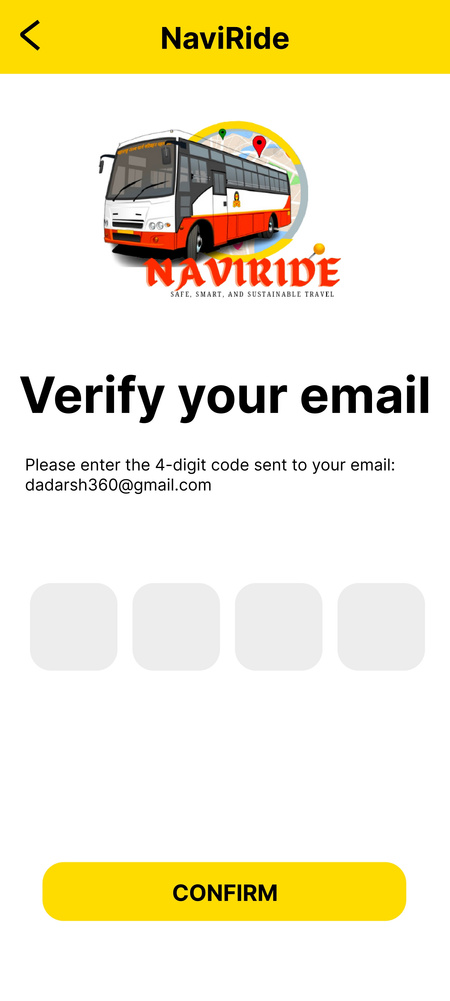 NaviRide
NAVIRIDE
SAFE, SMART, AND SUSTAINABLE TRAVEL
Verify your email
Please enter the 4-digit code sent to your email:
dadarsh360@gmail.com
CONFIRM